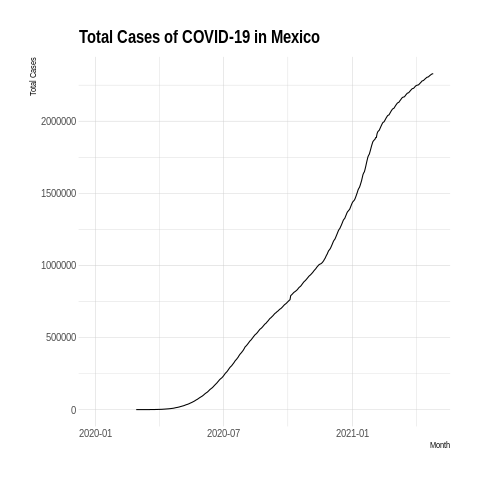 Total Cases of COVID-19 in Mexico
Total Cases
2000000
1500000
1000000
500000
0
2020-01 2020-07 2021-01
Month